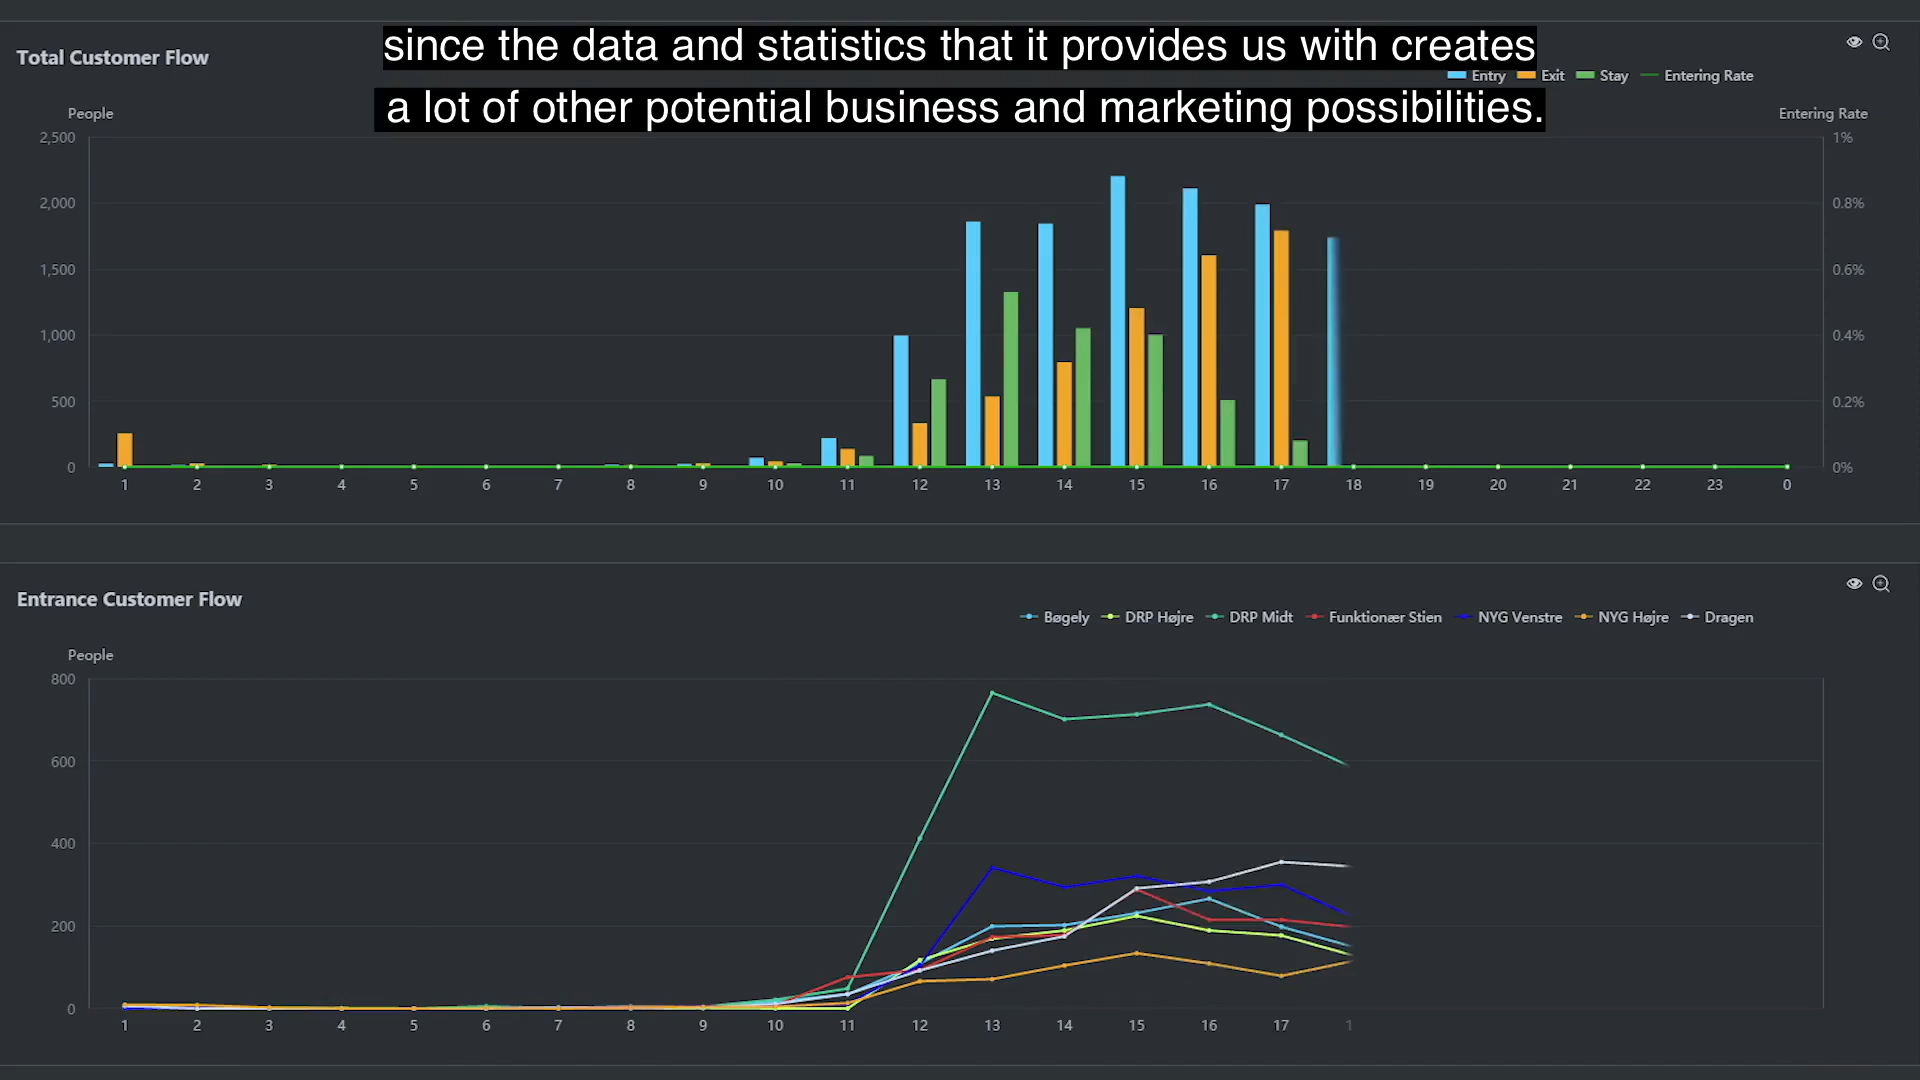 since the data and statistics that it provides us with creates
a lot of other potential business and marketing possibilities.
Total Customer Flow
Entry Exit Stay Entering Rate
People Entering Rate
2,500 1%
2,000 0.8%
1,500 0.6%
1,000 0.4%
500 0.2%
0 0%
1 2 3 4 5 6 7 8 9 10 11 12 13 14 15 16 17 18 19 20 21 22 23 0
Entrance Customer Flow
Bøgely DRP Højre DRP Midt Funktionær Stien NYG Venstre NYG Højre Dragen
People
800
600
400
200
0
1 2 3 4 5 6 7 8 9 10 11 12 13 14 15 16 17 1